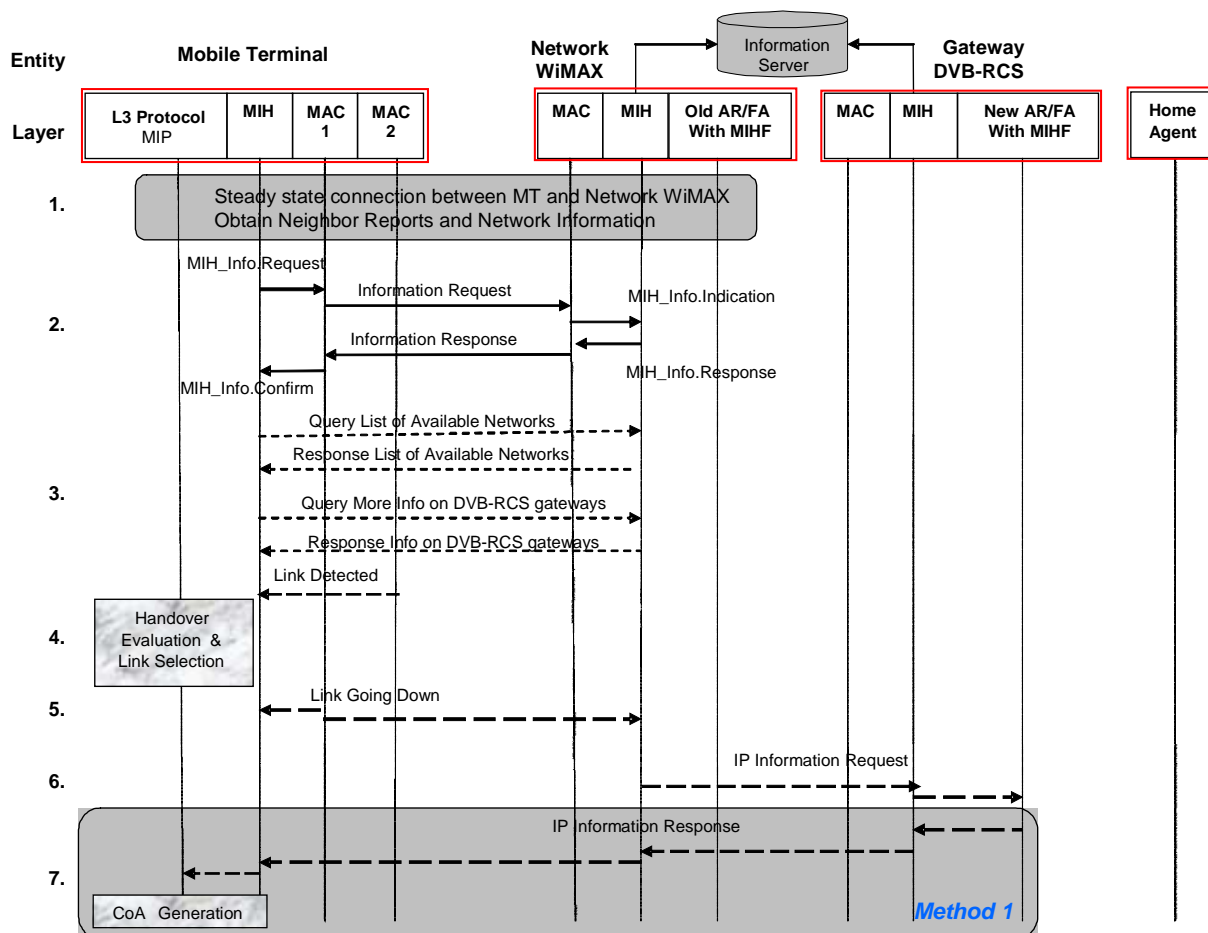 Entity
Mobile Terminal
Network
WiMAX
Information
Server
Gateway
DVB-RCS
Layer
L3 Protocol
MIP
MIH
MAC
1
MAC
2
MAC
MIH
Old AR/FA
With MIHF
MAC
MIH
New AR/FA
With MIHF
Home
Agent
1.
Steady state connection between MT and Network WiMAX
Obtain Neighbor Reports and Network Information
2.
MIH_Info.Request
Information Request
MIH_Info.Indication
Information Response
MIH_Info.Response
MIH_Info.Confirm
3.
Query List of Available Networks
Response List of Available Networks
Query More Info on DVB-RCS gateways
Response Info on DVB-RCS gateways
Link Detected
4.
Handover
Evaluation &
Link Selection
5.
Link Going Down
6.
IP Information Request
IP Information Response
7.
CoA Generation
Method 1